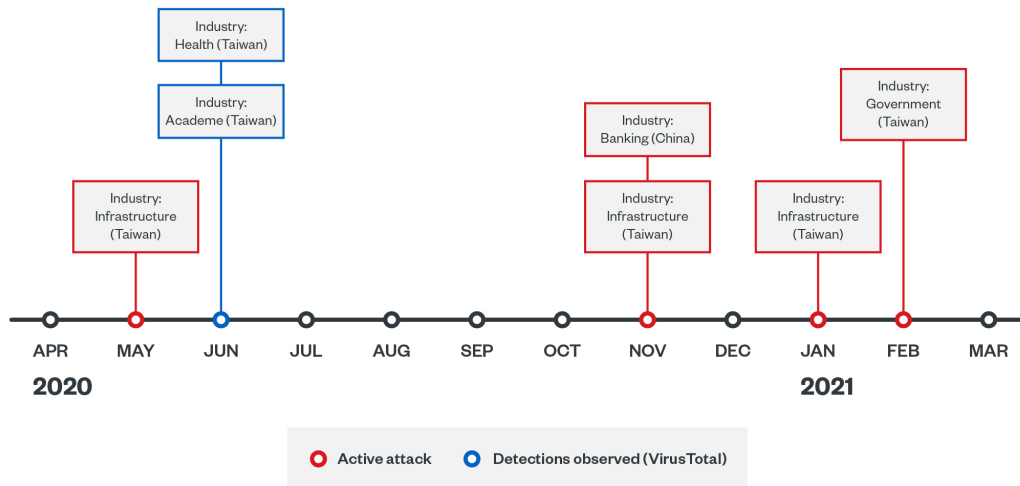 Industry:
Health (Taiwan)
Industry:
Academe (Taiwan)
Industry:
Infrastructure
(Taiwan)
Industry:
Banking (China)
Industry:
Infrastructure
(Taiwan)
Industry:
Infrastructure
(Taiwan)
Industry:
Government
(Taiwan)
APR MAY JUN JUL AUG SEP OCT NOV DEC JAN FEB MAR
2020 2021
Active attack Detections observed (VirusTotal)